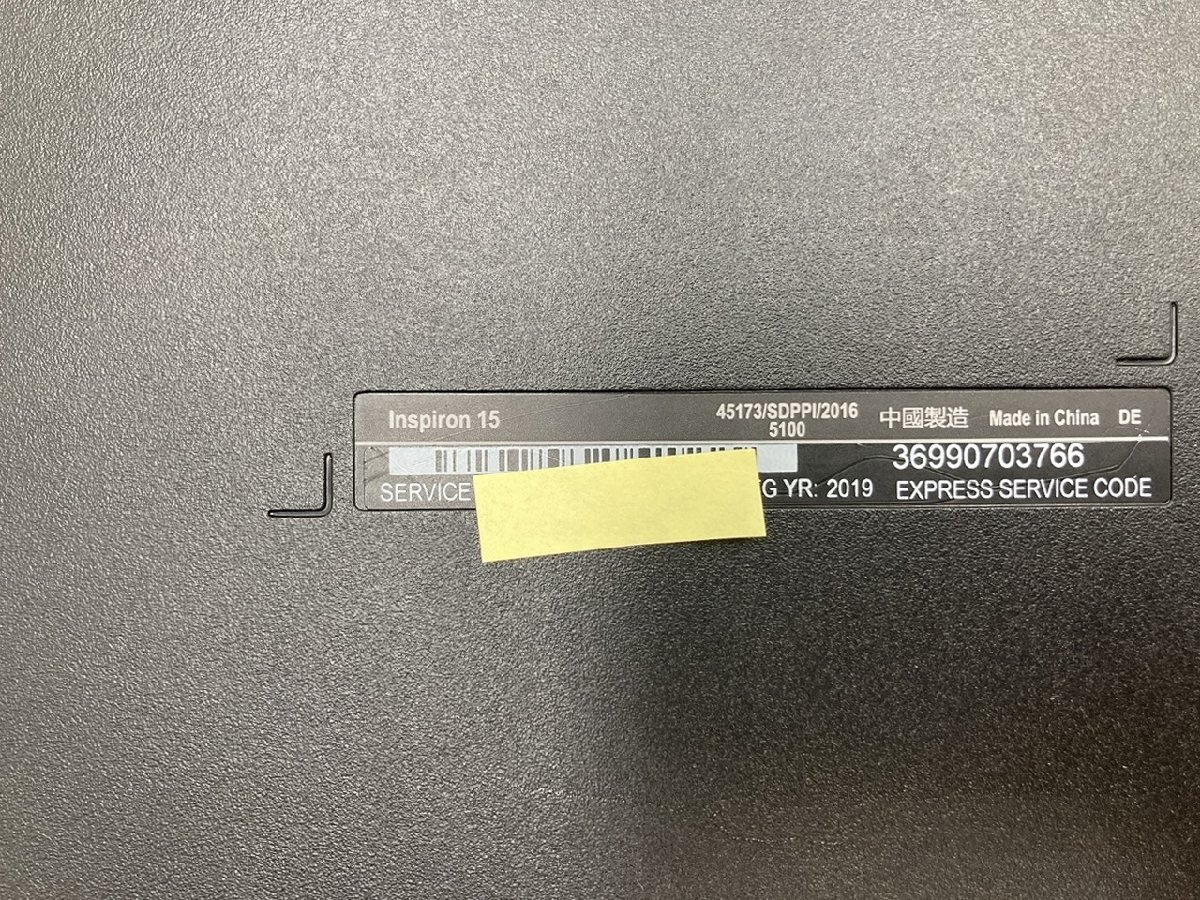 Inspiron 15
45173/SDPPI/2016
5100
中國製造 Made in China DE
36990703766
SERVICE YR: 2019 EXPRESS SERVICE CODE